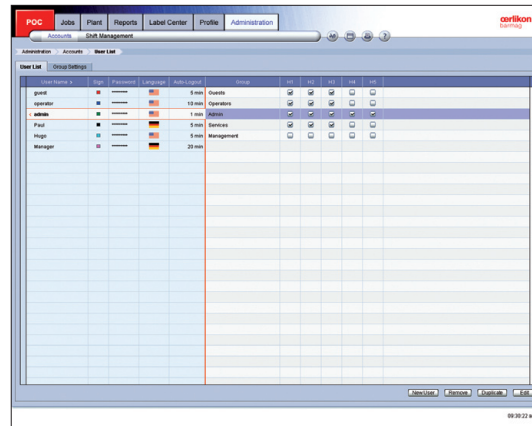 POC Jobs Plant Reports Label Center Profile Administration
œrlikon
barmag
Accounts Shift Management
Administration Accounts User List
User List Group Settings
User Name Sign Password Language Auto Logout Group H1 H2 H3 H4 H5
guest ******** 5 min Guests
operator ******** 10 min Operators
admin ******** 1 min Admin
Paul ******** 5 min Services
Hugo ******** 5 min Management
Manager ******** 20 min
New User Remove Duplicate Edit